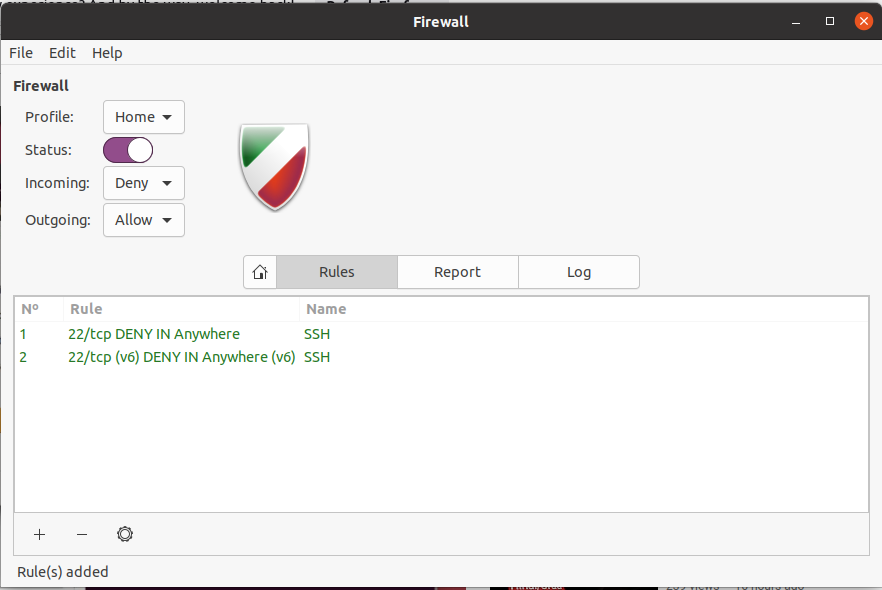 Firewall
File Edit Help
Firewall
Profile: Home
Status:
Incoming: Deny
Outgoing: Allow
Rules Report Log
Nº Rule Name
1 22/tcp DENY IN Anywhere SSH
2 22/tcp (v6) DENY IN Anywhere (v6) SSH
Rule(s) added